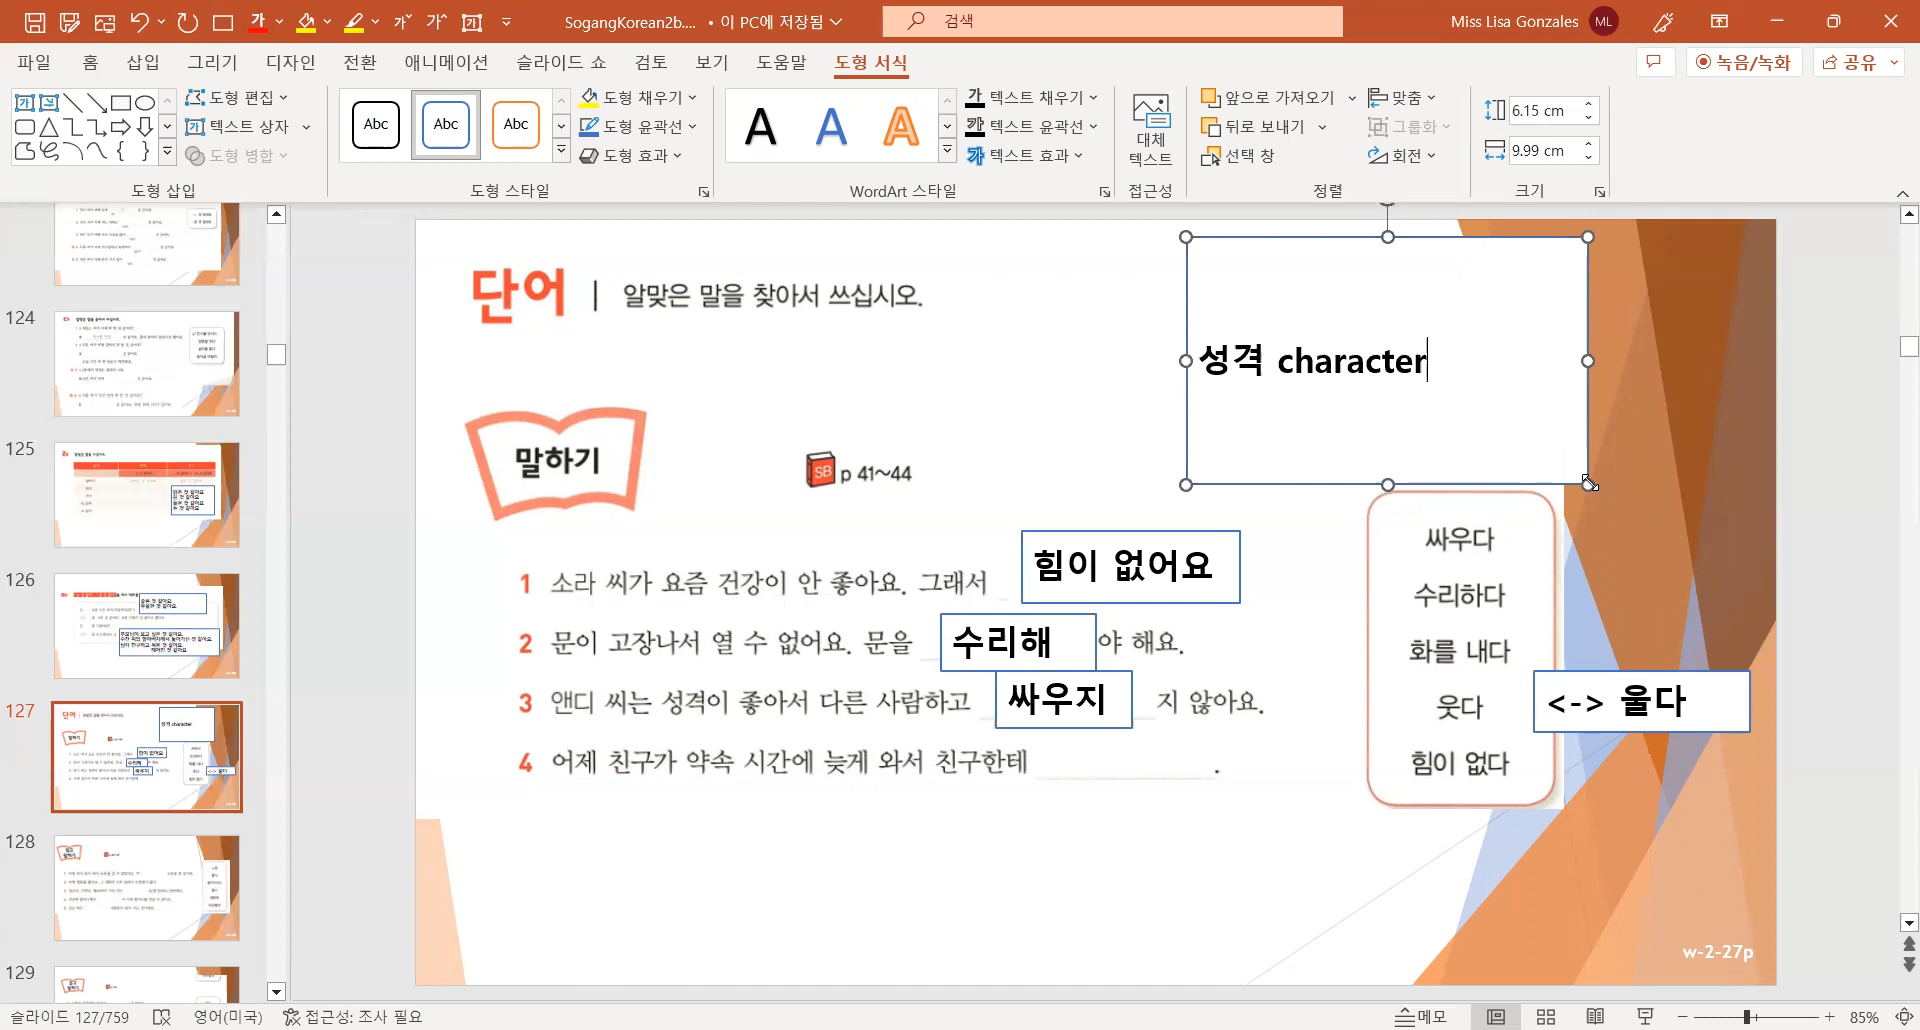 SogangKorean2b.... • 이 PC에 저장됨
검색
Miss Lisa Gonzales
ML
파일 홈 삽입 그리기 디자인 전환 애니메이션 슬라이드 쇼 검토 보기 도움말 도형 서식
녹음/녹화
공유
도형 편집
텍스트 상자
도형 병합
도형 삽입
Abc Abc Abc
도형 채우기
도형 윤곽선
도형 효과
도형 스타일
A A A
텍스트 채우기
텍스트 윤곽선
텍스트 효과
WordArt 스타일
대체
텍스트
접근성
앞으로 가져오기
뒤로 보내기
선택 창
맞춤
그룹화
회전
정렬
6.15 cm
9.99 cm
크기
124
125
126
127
128
129
단어 | 알맞은 말을 찾아서 쓰십시오.
성격 character
말하기
SB p 41~44
1 소라 씨가 요즘 건강이 안 좋아요. 그래서 힘이 없어요
2 문이 고장나서 열 수 없어요. 문을 수리해 야 해요.
3 앤디 씨는 성격이 좋아서 다른 사람하고 싸우지 지 않아요.
4 어제 친구가 약속 시간에 늦게 와서 친구한테 .
싸우다
수리하다
화를 내다
웃다
힘이 없다
<-> 울다
w-2-27p
슬라이드 127/759
영어(미국)
접근성: 조사 필요
메모
85%